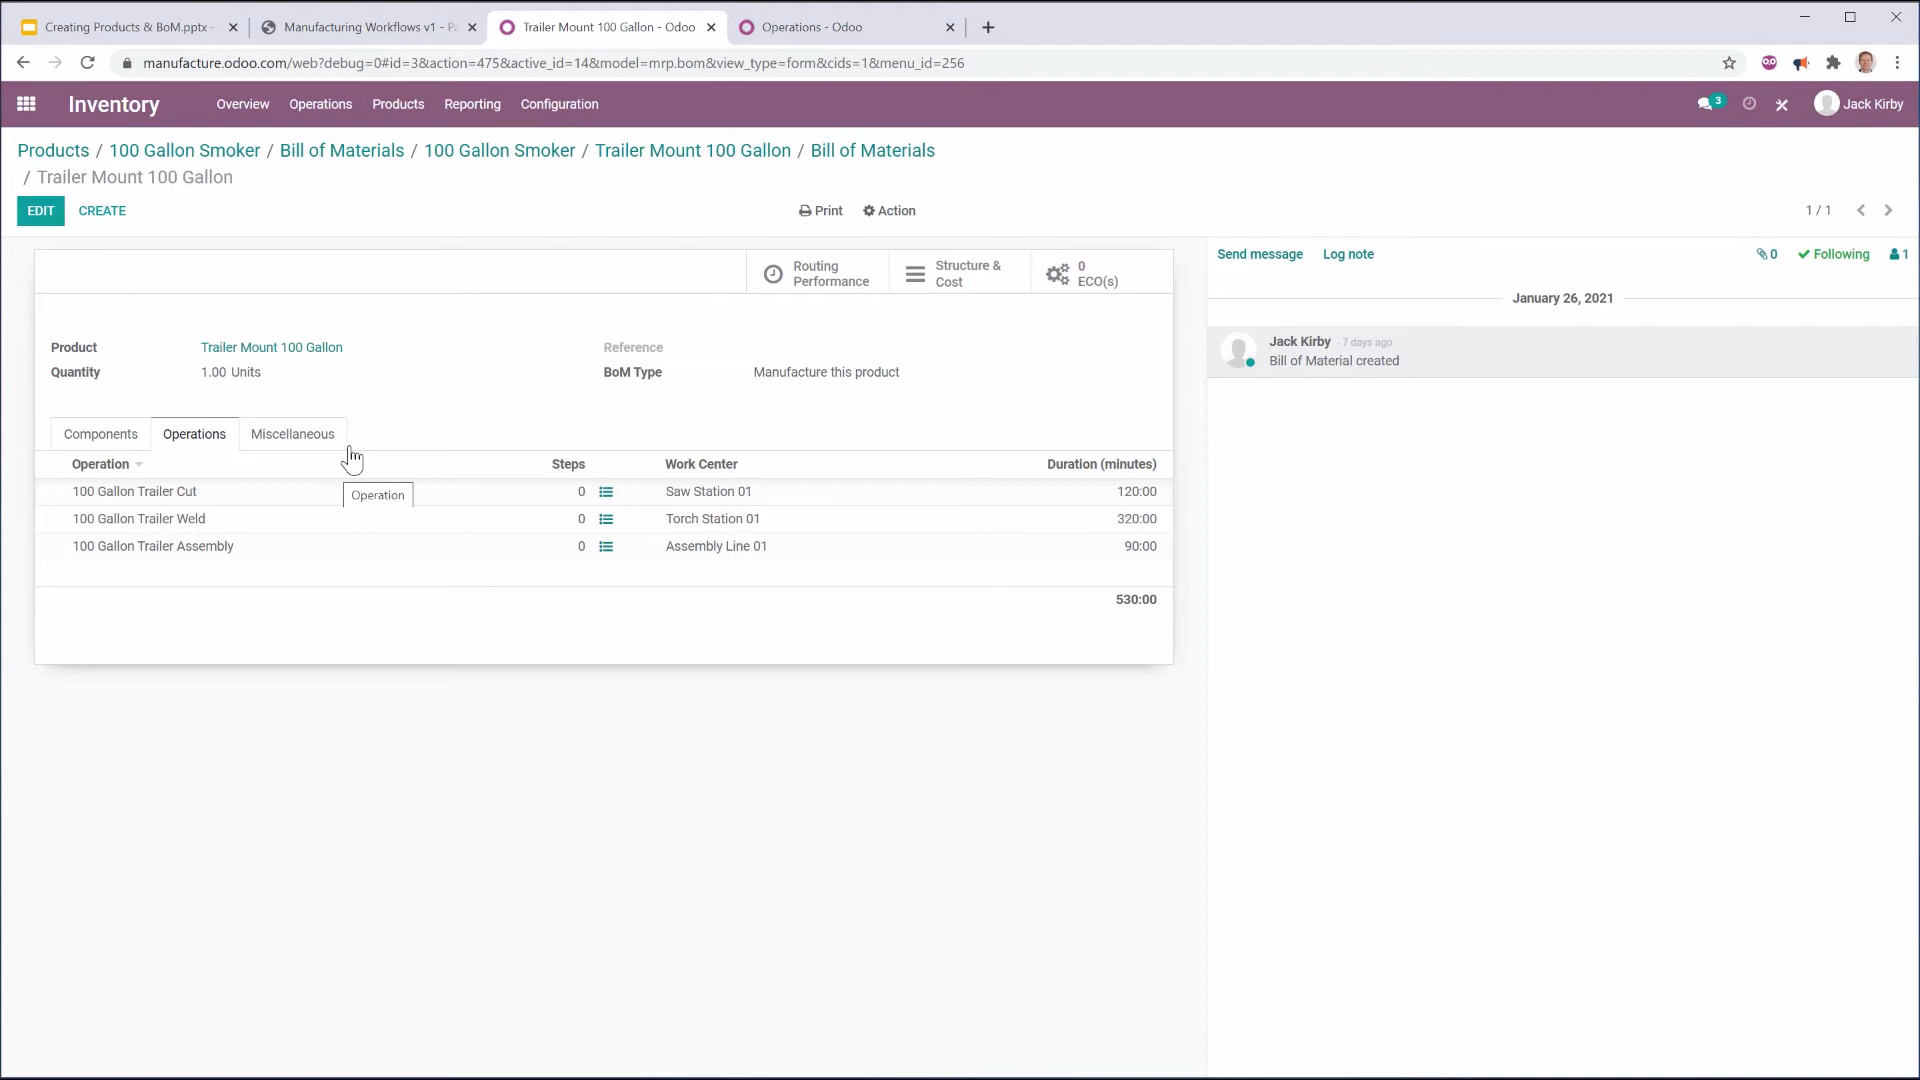 Creating Products & BoM.pptx -
Manufacturing Workflows v1 - Pa
Trailer Mount 100 Gallon - Odoo
Operations - Odoo
manufacture.odoo.com/web?debug=0#id=3&action=475&active_id=14&model=mrp.bom&view_type=form&cids=1&menu_id=256
Inventory Overview Operations Products Reporting Configuration 3 Jack Kirby
Products / 100 Gallon Smoker / Bill of Materials / 100 Gallon Smoker / Trailer Mount 100 Gallon / Bill of Materials
/ Trailer Mount 100 Gallon
EDIT CREATE Print Action 1 / 1
Routing Performance
Structure & Cost
0 ECO(s)
Product Trailer Mount 100 Gallon Reference
Quantity 1.00 Units BoM Type Manufacture this product
Components Operations Miscellaneous
Operation Steps Work Center Duration (minutes)
100 Gallon Trailer Cut 0 Saw Station 01 120:00
Operation
100 Gallon Trailer Weld 0 Torch Station 01 320:00
100 Gallon Trailer Assembly 0 Assembly Line 01 90:00
530:00
Send message Log note 0 Following 1
January 26, 2021
Jack Kirby - 7 days ago
Bill of Material created